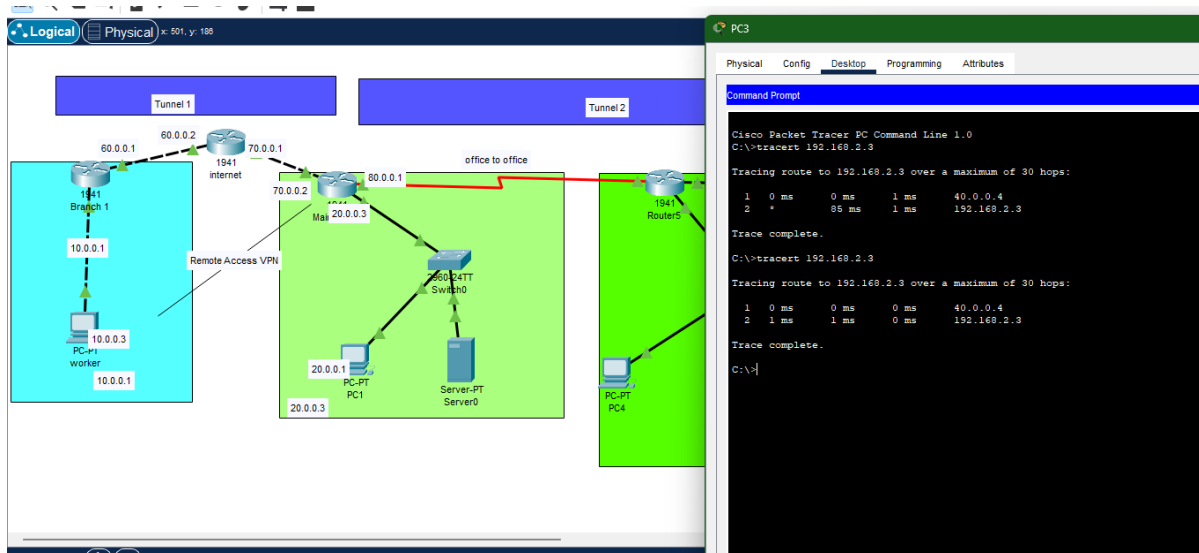 Logical
Physical
x: 501, y: 186
Tunnel 1
Tunnel 2
60.0.0.2
60.0.0.1
70.0.0.1
1941
internet
office to office
80.0.0.1
70.0.0.2
1941
Branch 1
20.0.0.3
1941
Router5
10.0.0.1
Remote Access VPN
2960-24TT
Switch0
10.0.0.3
PC-PT
worker
10.0.0.1
20.0.0.1
PC-PT
PC1
20.0.0.3
Server-PT
Server0
PC-PT
PC4
PC3
Physical Config Desktop Programming Attributes
Command Prompt
Cisco Packet Tracer PC Command Line 1.0
C:\>tracert 192.168.2.3
Tracing route to 192.168.2.3 over a maximum of 30 hops:
1 0 ms 0 ms 1 ms 40.0.0.4
2 * 85 ms 1 ms 192.168.2.3
Trace complete.
C:\>tracert 192.168.2.3
Tracing route to 192.168.2.3 over a maximum of 30 hops:
1 0 ms 0 ms 0 ms 40.0.0.4
2 1 ms 1 ms 0 ms 192.168.2.3
Trace complete.
C:\>